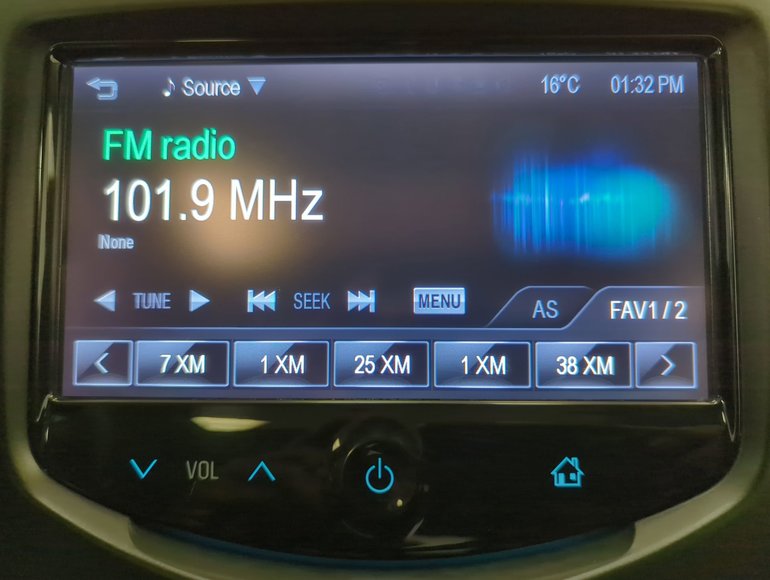 Source 16°C 01:32 PM
FM radio
101.9 MHz
None
TUNE SEEK MENU AS FAV1 / 2
7 XM 1 XM 25 XM 1 XM 38 XM
VOL